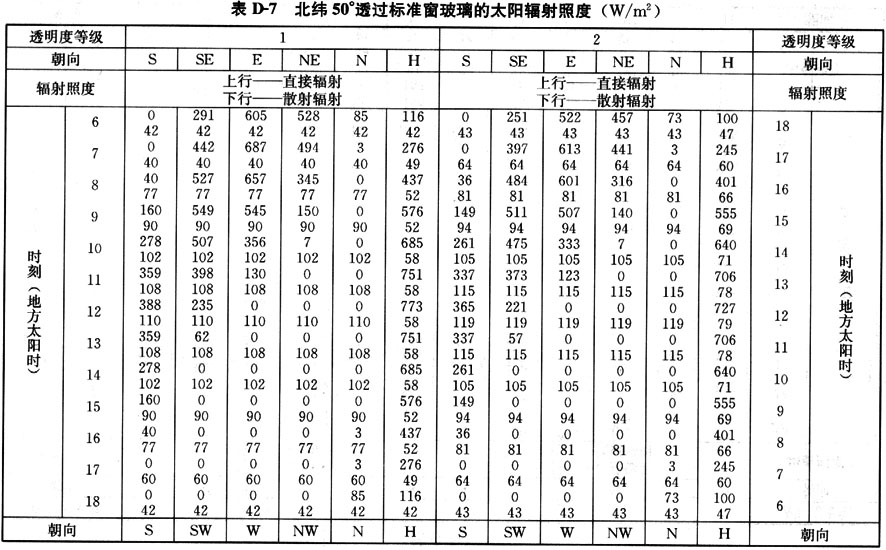 表 D-7 北纬 50°透过标准窗玻璃的太阳辐射照度（W/m²）
透明度等级 1 2 透明度等级
朝向 S SE E NE N H S SE E NE N H 朝向
辐射照度 上行——直接辐射 上行——直接辐射 辐射照度
下行——散射辐射 下行——散射辐射
时刻（地方太阳时） 时刻（地方太阳时）
6 0 291 605 528 85 116 0 251 522 457 73 100 18
42 42 42 42 42 42 43 43 43 43 43 47
7 0 442 687 494 3 276 0 397 613 441 3 245 17
40 40 40 40 40 49 64 64 64 64 64 60
8 40 527 657 345 0 437 36 484 601 316 0 401 16
77 77 77 77 77 52 81 81 81 81 81 66
9 160 549 545 150 0 576 149 511 507 140 0 555 15
90 90 90 90 90 52 94 94 94 94 94 69
10 278 507 356 7 0 685 261 475 333 7 0 640 14
102 102 102 102 102 58 105 105 105 105 105 71
11 359 398 130 0 0 751 337 373 123 0 0 706 13
108 108 108 108 108 58 115 115 115 115 115 78
12 388 235 0 0 0 773 365 221 0 0 0 727 12
110 110 110 110 110 58 119 119 119 119 119 79
13 359 62 0 0 0 751 337 57 0 0 0 706 11
108 108 108 108 108 58 115 115 115 115 115 78
14 278 0 0 0 0 685 261 0 0 0 0 640 10
102 102 102 102 102 58 105 105 105 105 105 71
15 160 0 0 0 0 576 149 0 0 0 0 555 9
90 90 90 90 90 52 94 94 94 94 94 69
16 40 0 0 0 3 437 36 0 0 0 0 401 8
77 77 77 77 77 52 81 81 81 81 81 66
17 0 0 0 0 3 276 0 0 0 0 3 245 7
60 60 60 60 60 49 64 64 64 64 64 60
18 0 0 0 0 85 116 0 0 0 0 73 100 6
42 42 42 42 42 42 43 43 43 43 43 47
朝向 S SW W NW N H S SW W NW N H 朝向